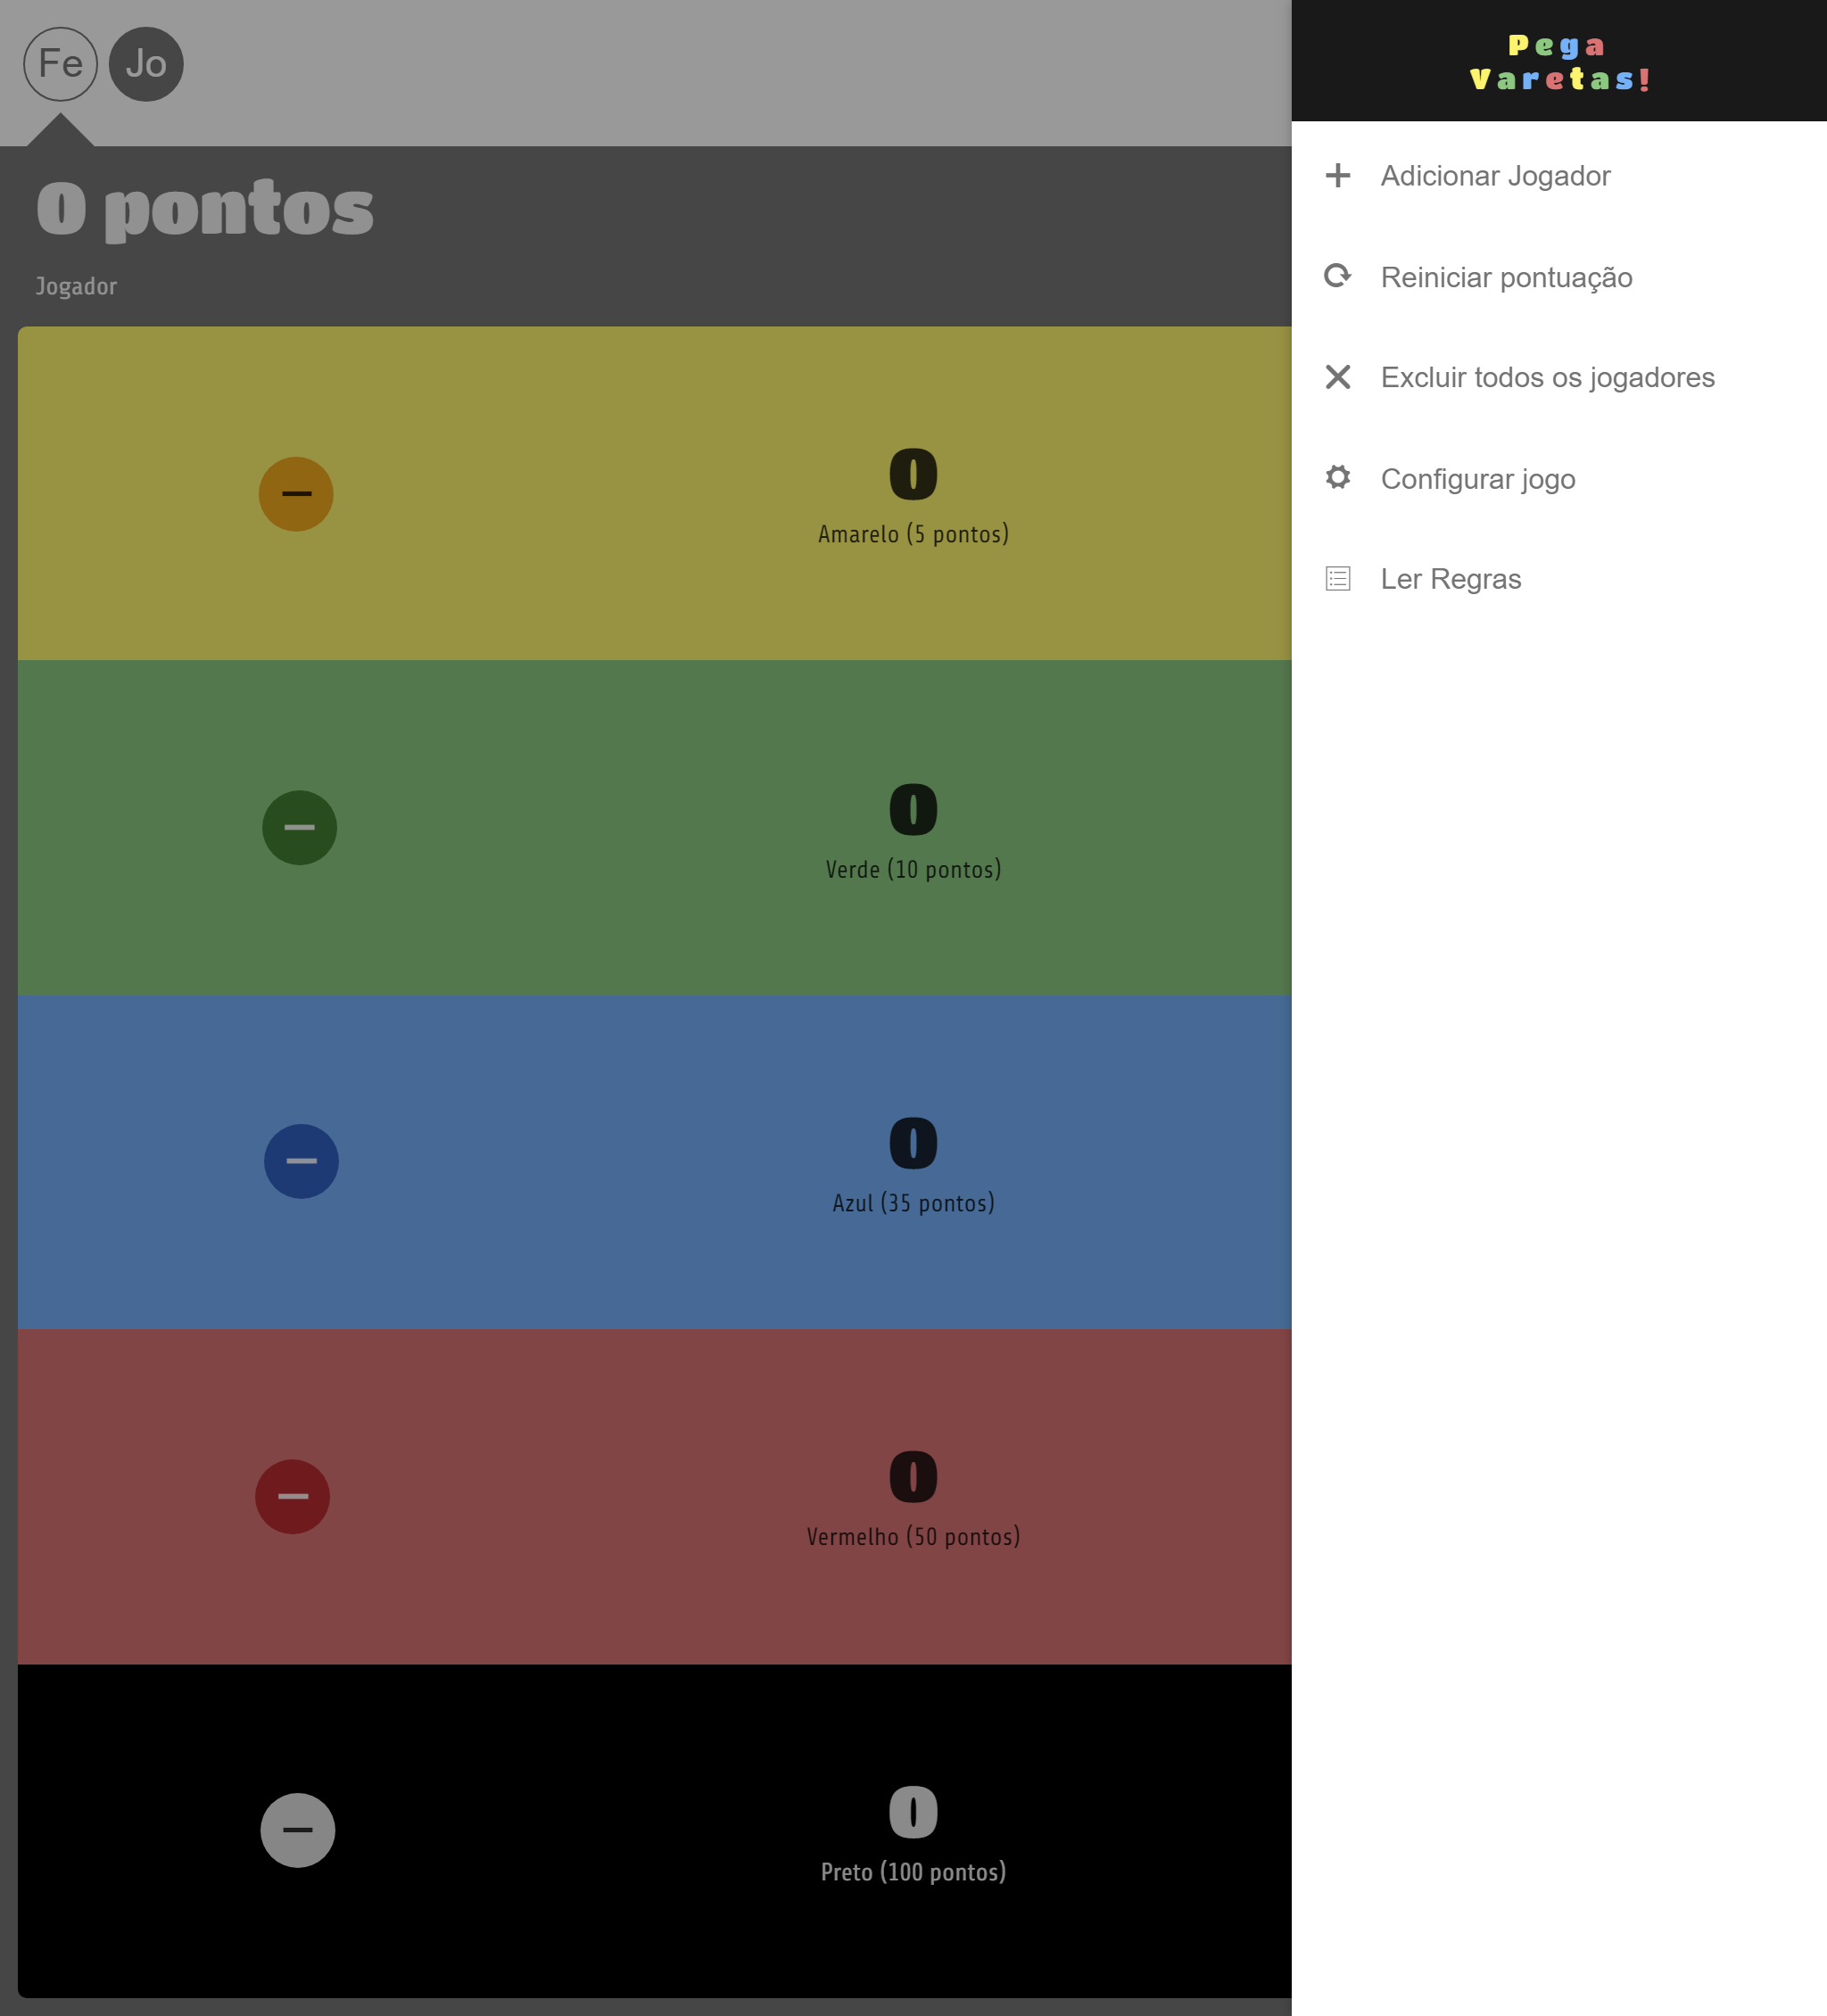 Fe Jo
0 pontos
Jogador
0
Amarelo (5 pontos)
0
Verde (10 pontos)
0
Azul (35 pontos)
0
Vermelho (50 pontos)
0
Preto (100 pontos)
Pega
Varetas!
Adicionar Jogador
Reiniciar pontuação
Excluir todos os jogadores
Configurar jogo
Ler Regras